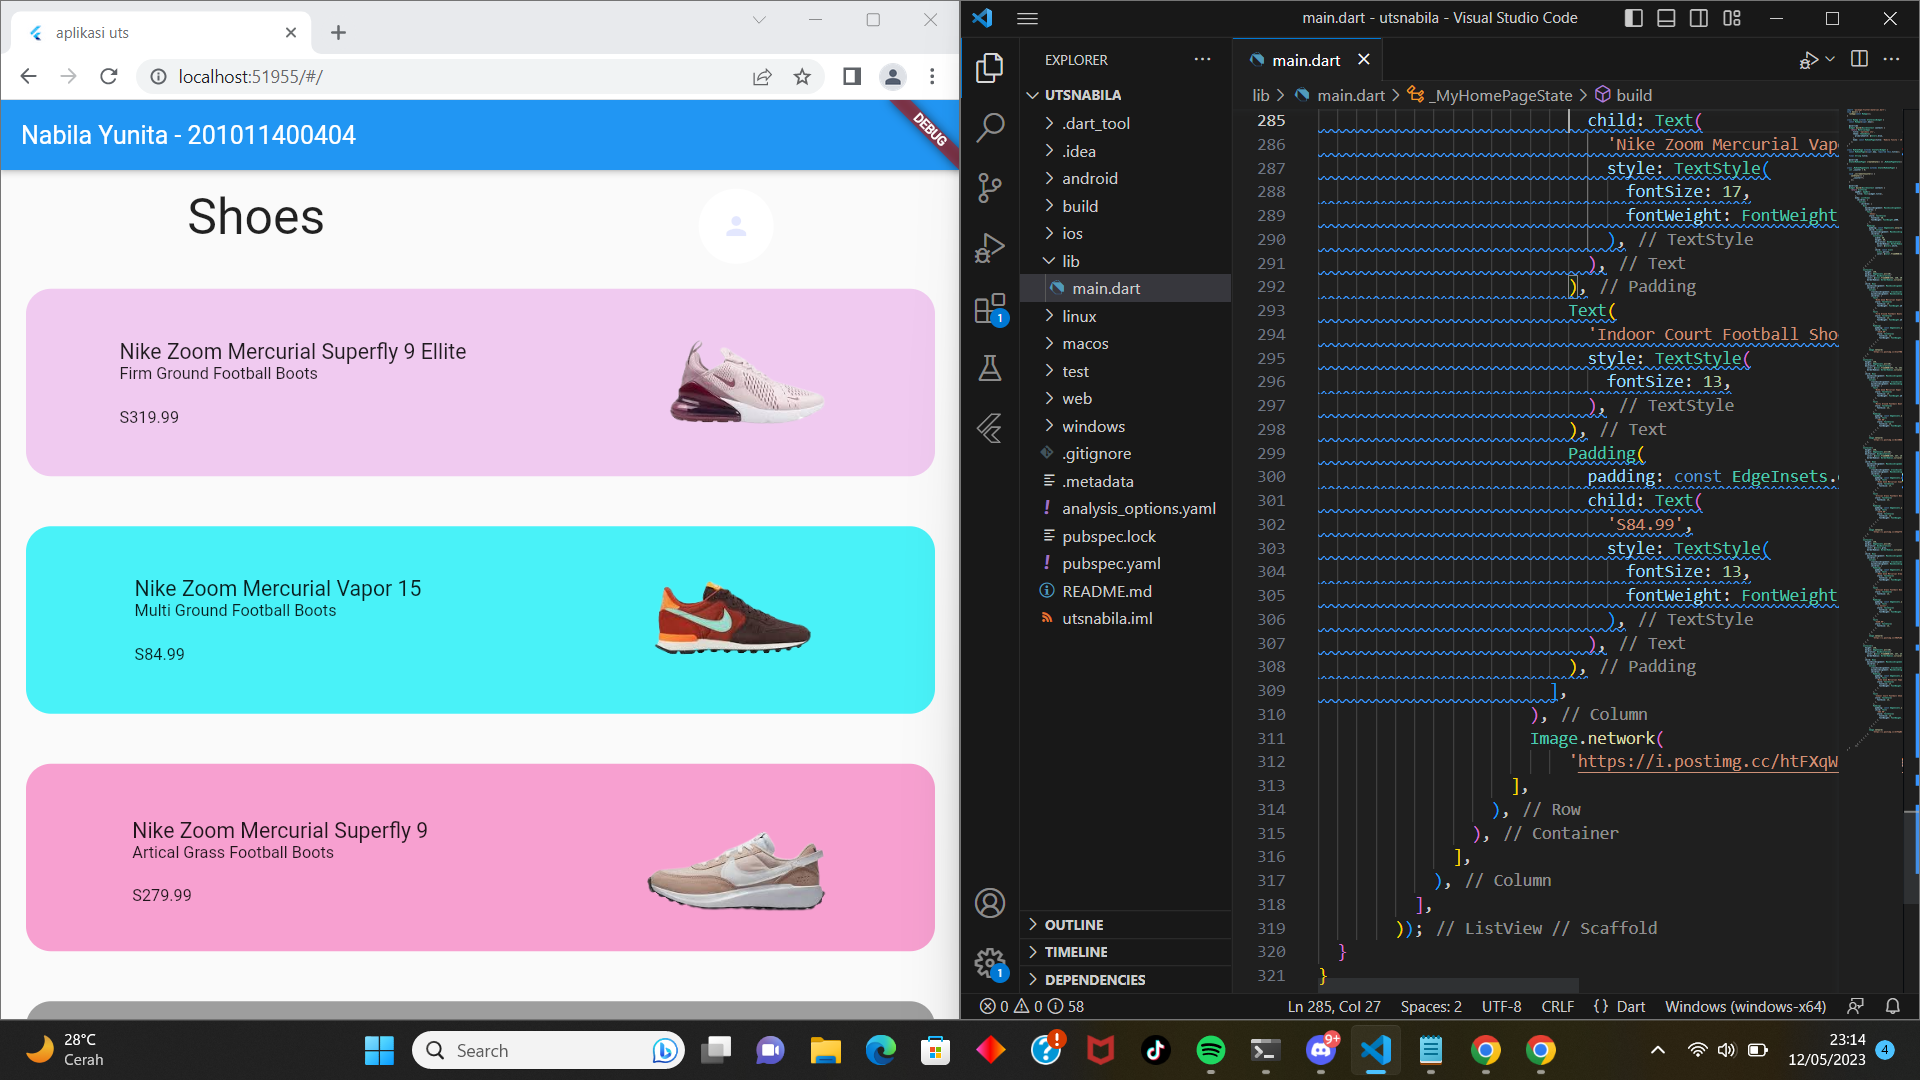 aplikasi uts
localhost:51955/#/
Nabila Yunita - 201011400404
DEBUG
Shoes
Nike Zoom Mercurial Superfly 9 Ellite
Firm Ground Football Boots
S319.99
Nike Zoom Mercurial Vapor 15
Multi Ground Football Boots
S84.99
Nike Zoom Mercurial Superfly 9
Artical Grass Football Boots
S279.99
main.dart - utsnabila - Visual Studio Code
EXPLORER
UTSNABILA
.dart_tool
.idea
android
build
ios
lib
main.dart
linux
macos
test
web
windows
.gitignore
.metadata
analysis_options.yaml
pubspec.lock
pubspec.yaml
README.md
utsnabila.iml
OUTLINE
TIMELINE
DEPENDENCIES
1
1
main.dart
lib > main.dart > _MyHomePageState > build
285 child: Text(
286 'Nike Zoom Mercurial Vap
287 style: TextStyle(
288 fontSize: 17,
289 fontWeight: FontWeight
290 ), // TextStyle
291 ), // Text
292 ), // Padding
293 Text(
294 'Indoor Court Football Sho
295 style: TextStyle(
296 fontSize: 13,
297 ), // TextStyle
298 ), // Text
299 Padding(
300 padding: const EdgeInsets.
301 child: Text(
302 'S84.99',
303 style: TextStyle(
304 fontSize: 13,
305 fontWeight: FontWeight
306 ), // TextStyle
307 ), // Text
308 ), // Padding
309 ],
310 ), // Column
311 Image.network(
312 'https://i.postimg.cc/htFXqW
313 ],
314 ), // Row
315 ), // Container
316 ],
317 ), // Column
318 ],
319 )); // ListView // Scaffold
320 }
321 }
0 0 58
Ln 285, Col 27 Spaces: 2 UTF-8 CRLF {} Dart Windows (windows-x64)
28°C
Cerah
Search
9+
23:14
12/05/2023
4